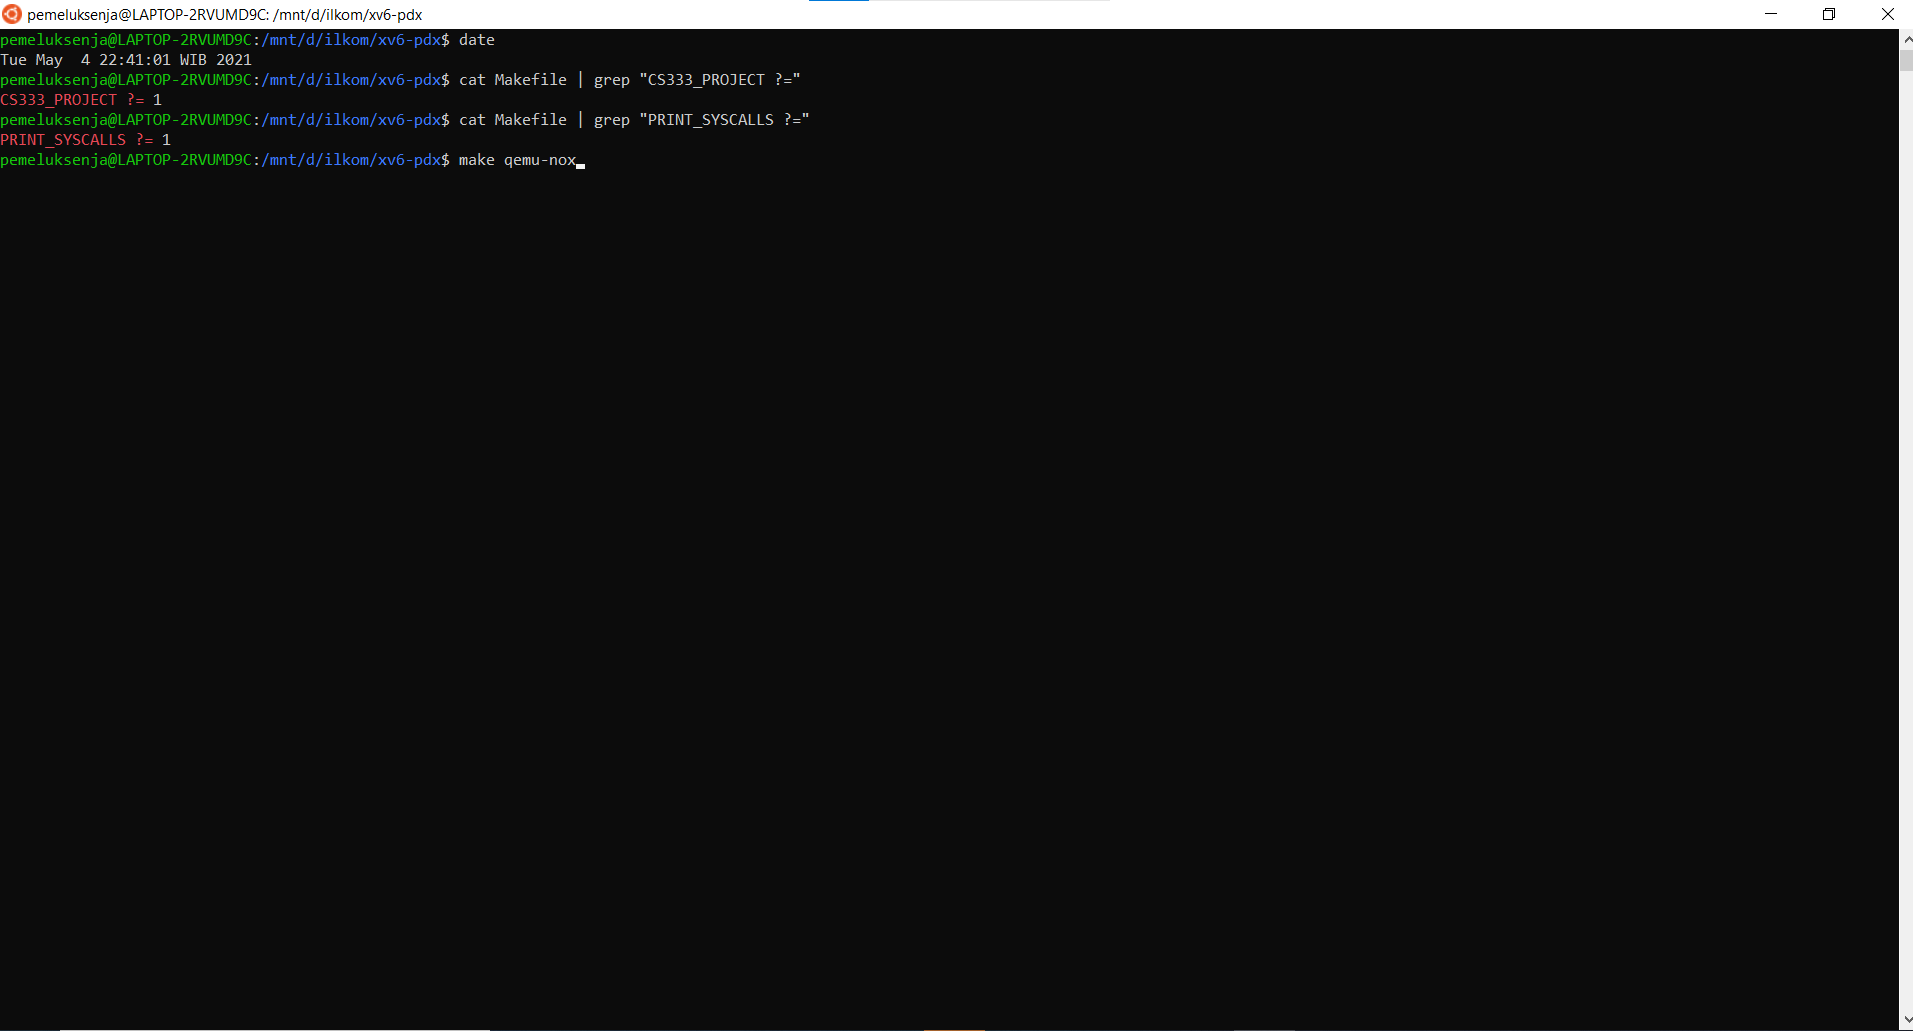 pemeluksenja@LAPTOP-2RVUMD9C: /mnt/d/ilkom/xv6-pdx
pemeluksenja@LAPTOP-2RVUMD9C:/mnt/d/ilkom/xv6-pdx$ date
Tue May  4 22:41:01 WIB 2021
pemeluksenja@LAPTOP-2RVUMD9C:/mnt/d/ilkom/xv6-pdx$ cat Makefile | grep "CS333_PROJECT ?="
CS333_PROJECT ?= 1
pemeluksenja@LAPTOP-2RVUMD9C:/mnt/d/ilkom/xv6-pdx$ cat Makefile | grep "PRINT_SYSCALLS ?="
PRINT_SYSCALLS ?= 1
pemeluksenja@LAPTOP-2RVUMD9C:/mnt/d/ilkom/xv6-pdx$ make qemu-nox